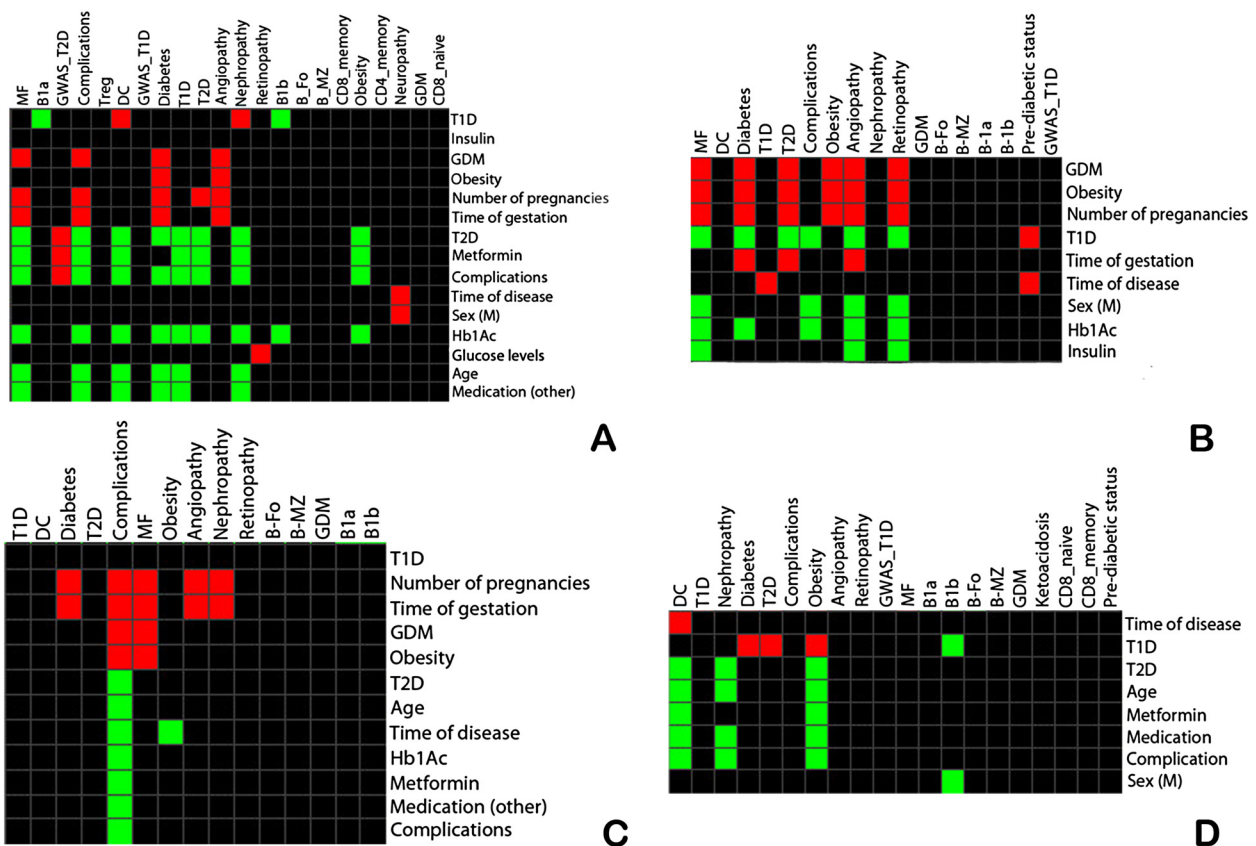 MF
B1a
GWAS_T2D
Complications
Treg
DC
GWAS_T1D
Diabetes
T1D
T2D
Angiopathy
Nephropathy
Retinopathy
B1b
B_Fo
B_MZ
CD8_memory
Obesity
CD4_memory
Neuropathy
GDM
CD8_naive
T1D
Insulin
GDM
Obesity
Number of pregnancies
Time of gestation
T2D
Metformin
Complications
Time of disease
Sex (M)
Hb1Ac
Glucose levels
Age
Medication (other)
A
MF
DC
Diabetes
T1D
T2D
Complications
Obesity
Angiopathy
Nephropathy
Retinopathy
GDM
B-Fo
B-MZ
B-1a
B-1b
Pre-diabetic status
GWAS_T1D
GDM
Obesity
Number of preganancies
T1D
Time of gestation
Time of disease
Sex (M)
Hb1Ac
Insulin
B
T1D
DC
Diabetes
T2D
Complications
MF
Obesity
Angiopathy
Nephropathy
Retinopathy
B-Fo
B-MZ
GDM
B1a
B1b
T1D
Number of pregnancies
Time of gestation
GDM
Obesity
T2D
Age
Time of disease
Hb1Ac
Metformin
Medication (other)
Complications
C
DC
T1D
Nephropathy
Diabetes
T2D
Complications
Obesity
Angiopathy
Retinopathy
GWAS_T1D
MF
B1a
B1b
B-Fo
B-MZ
GDM
Ketoacidosis
CD8_naive
CD8_memory
Pre-diabetic status
Time of disease
T1D
T2D
Age
Metformin
Medication
Complication
Sex (M)
D